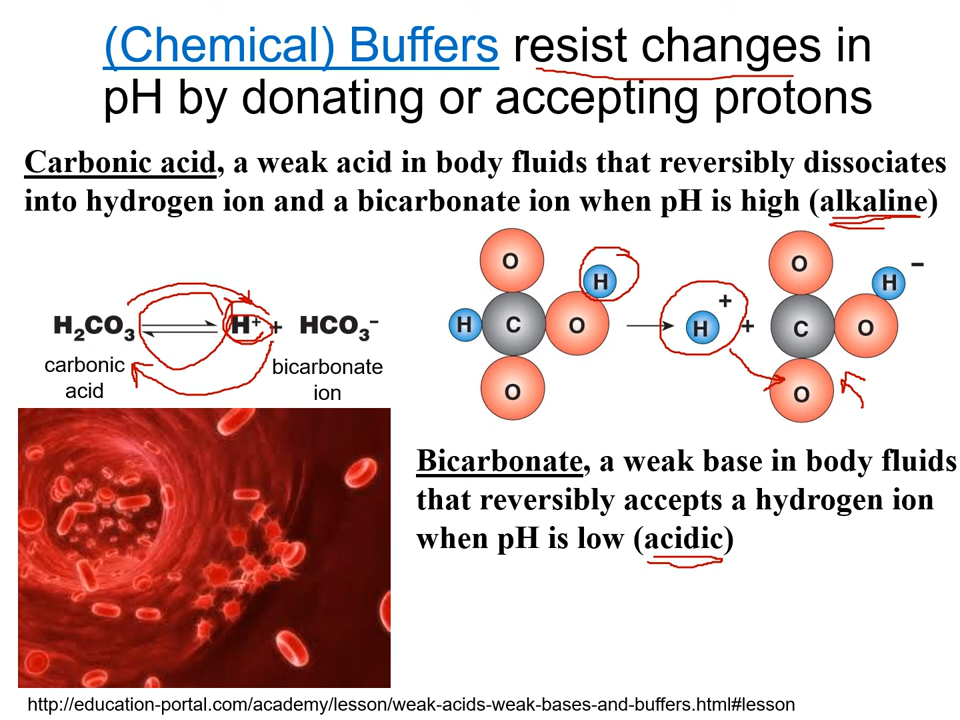 (Chemical) Buffers resist changes in
pH by donating or accepting protons
Carbonic acid, a weak acid in body fluids that reversibly dissociates
into hydrogen ion and a bicarbonate ion when pH is high (alkaline)
H₂CO₃ ⇌ H⁺ + HCO₃⁻
carbonic
acid
bicarbonate
ion
O
H
H C O
O
→
H +
+
O
H −
C O
O
Bicarbonate, a weak base in body fluids
that reversibly accepts a hydrogen ion
when pH is low (acidic)
http://education-portal.com/academy/lesson/weak-acids-weak-bases-and-buffers.html#lesson